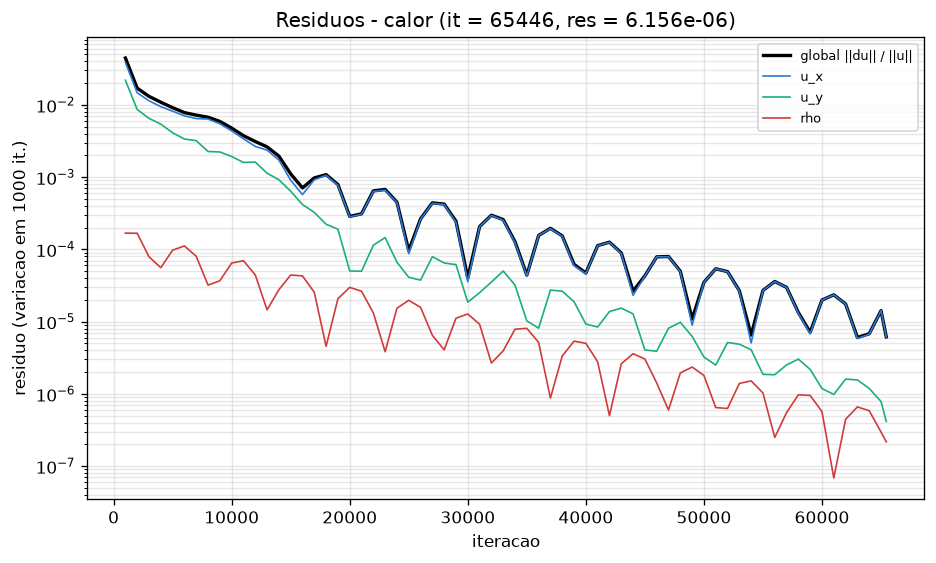 Residuos - calor (it = 65446, res = 6.156e-06)
global ||du|| / ||u||
u_x
u_y
rho
residuo (variacao em 1000 it.)
10⁻²
10⁻³
10⁻⁴
10⁻⁵
10⁻⁶
10⁻⁷
0 10000 20000 30000 40000 50000 60000
iteracao